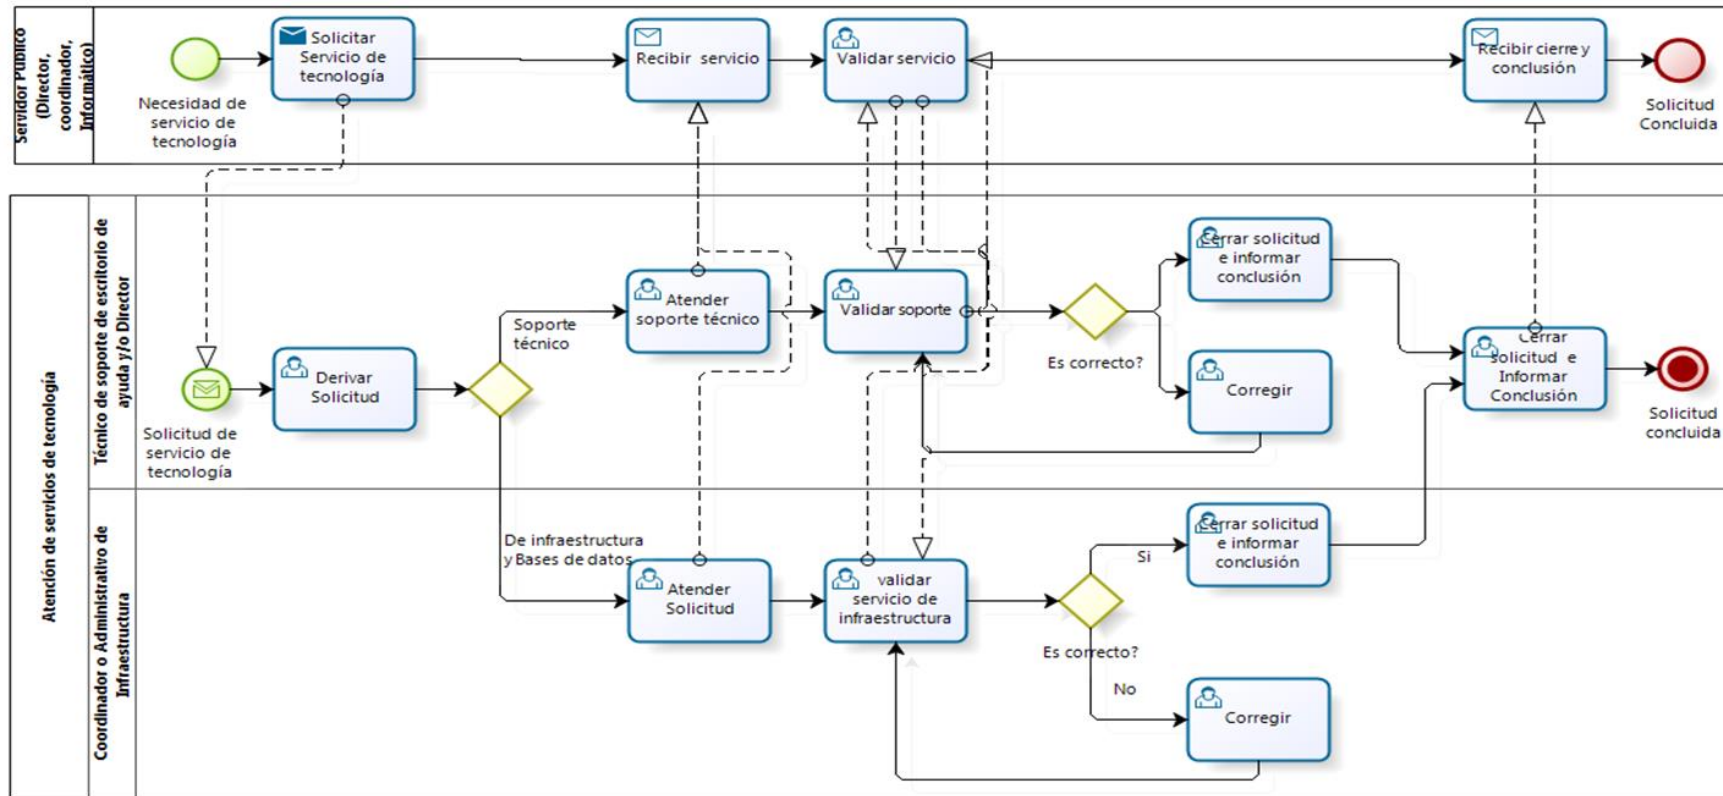 Servidor Público
(Director,
coordinador,
Informático)
Necesidad de
servicio de
tecnología
Solicitar
Servicio de
tecnología
Recibir servicio
Validar servicio
Recibir cierre y
conclusión
Solicitud
Concluida
Atención de servicios de tecnología
Técnico de soporte de escritorio de
ayuda y/o Director
Solicitud de
servicio de
tecnología
Derivar
Solicitud
Soporte
técnico
Atender
soporte técnico
Validar soporte
Es correcto?
Cerrar solicitud
e informar
conclusión
Corregir
Cerrar
solicitud e
Informar
Conclusión
Solicitud
concluida
Coordinador o Administrativo de
Infraestructura
De infraestructura
y Bases de datos
Atender
Solicitud
validar
servicio de
infraestructura
Es correcto?
Si
No
Cerrar solicitud
e informar
conclusión
Corregir